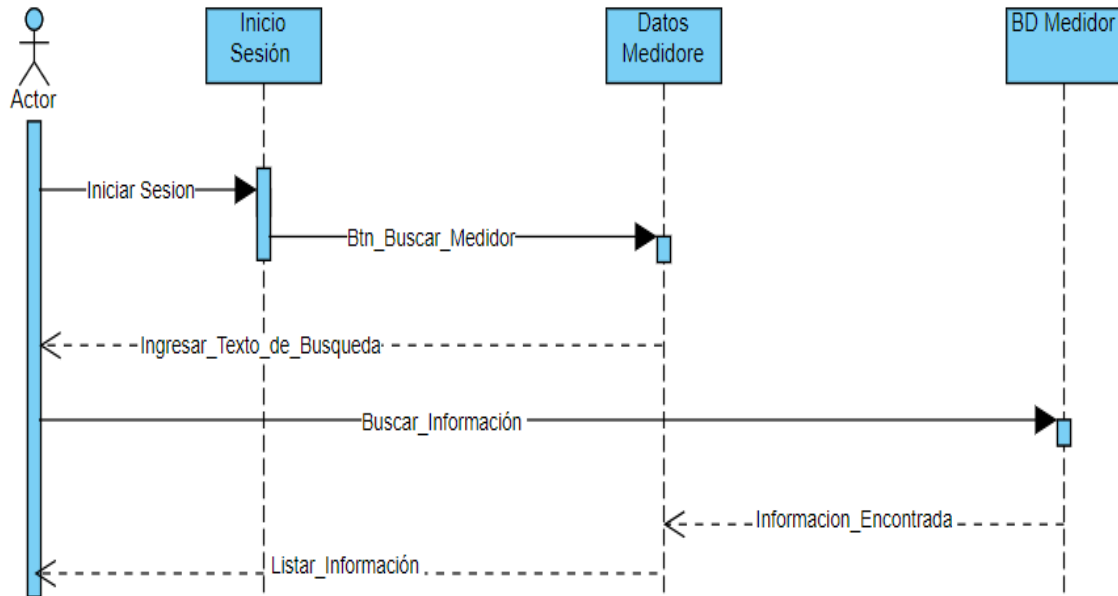 Inicio
Sesión
Datos
Medidore
BD Medidor
Actor
Iniciar Sesion
Btn_Buscar_Medidor
Ingresar_Texto_de_Busqueda
Buscar_Información
Informacion_Encontrada
Listar_Información